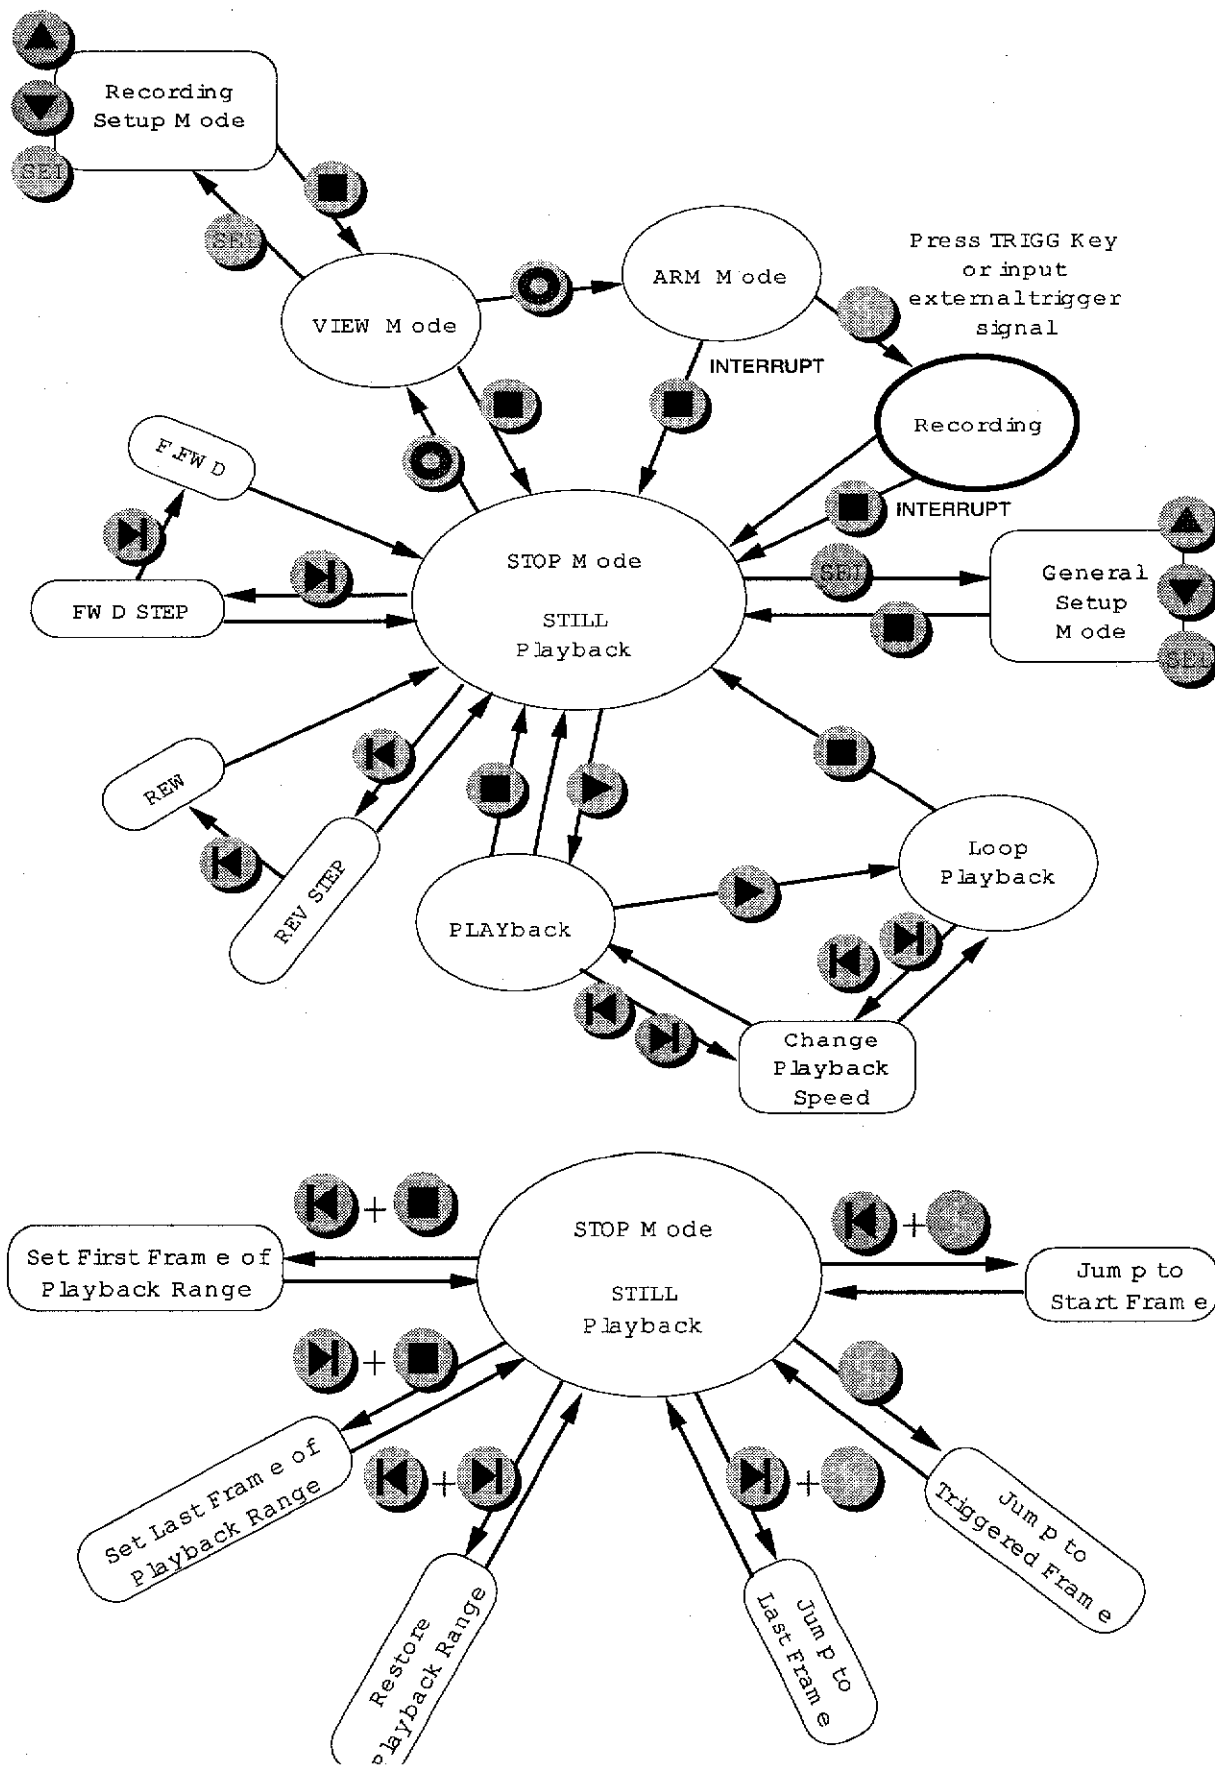 Recording
Setup Mode
SET
SET
VIEW Mode
ARM Mode
Press TRIGG Key
or input
external trigger
signal
INTERRUPT
Recording
INTERRUPT
F.FWD
FWD STEP
STOP Mode
STILL
Playback
SET
General
Setup
Mode
SET
REW
REV STEP
PLAYback
Loop
Playback
Change
Playback
Speed
+
+
Set First Frame of
Playback Range
STOP Mode
STILL
Playback
Jump to
Start Frame
+
Set Last Frame of
Playback Range
+
Restore
Playback Range
+
Jump to
Last Frame
Jump to
Triggered Frame